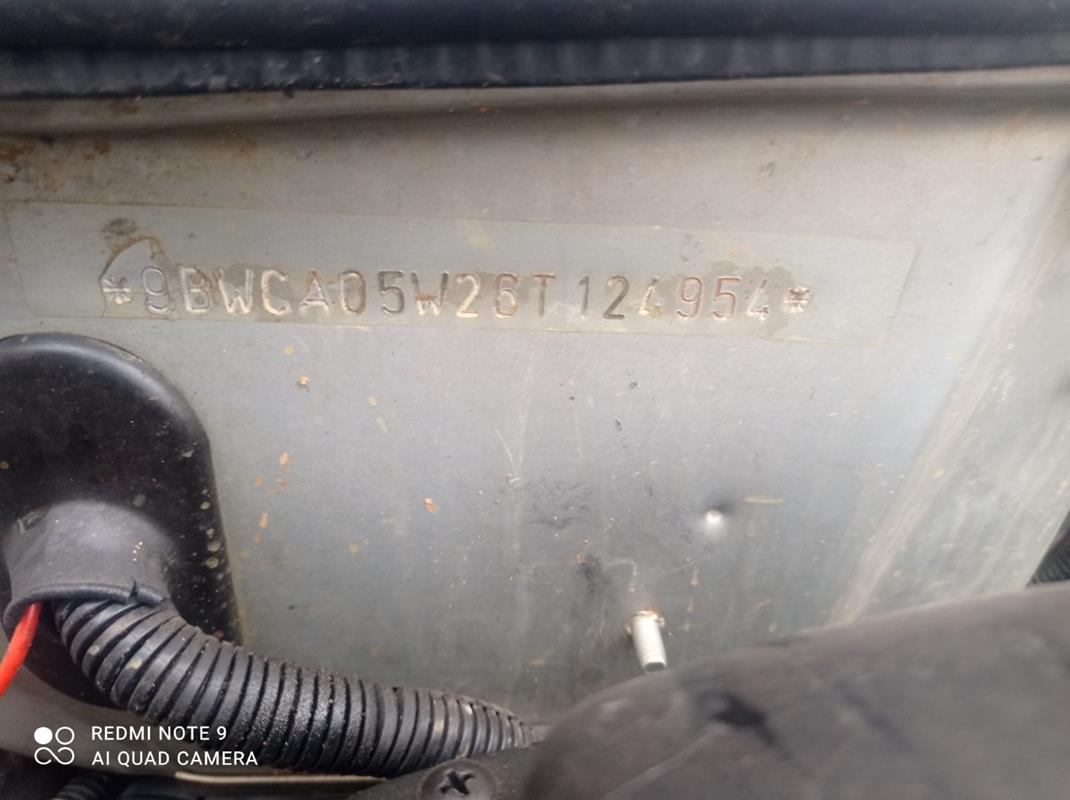 *9BWCA05W26T124954*
REDMI NOTE 9
AI QUAD CAMERA